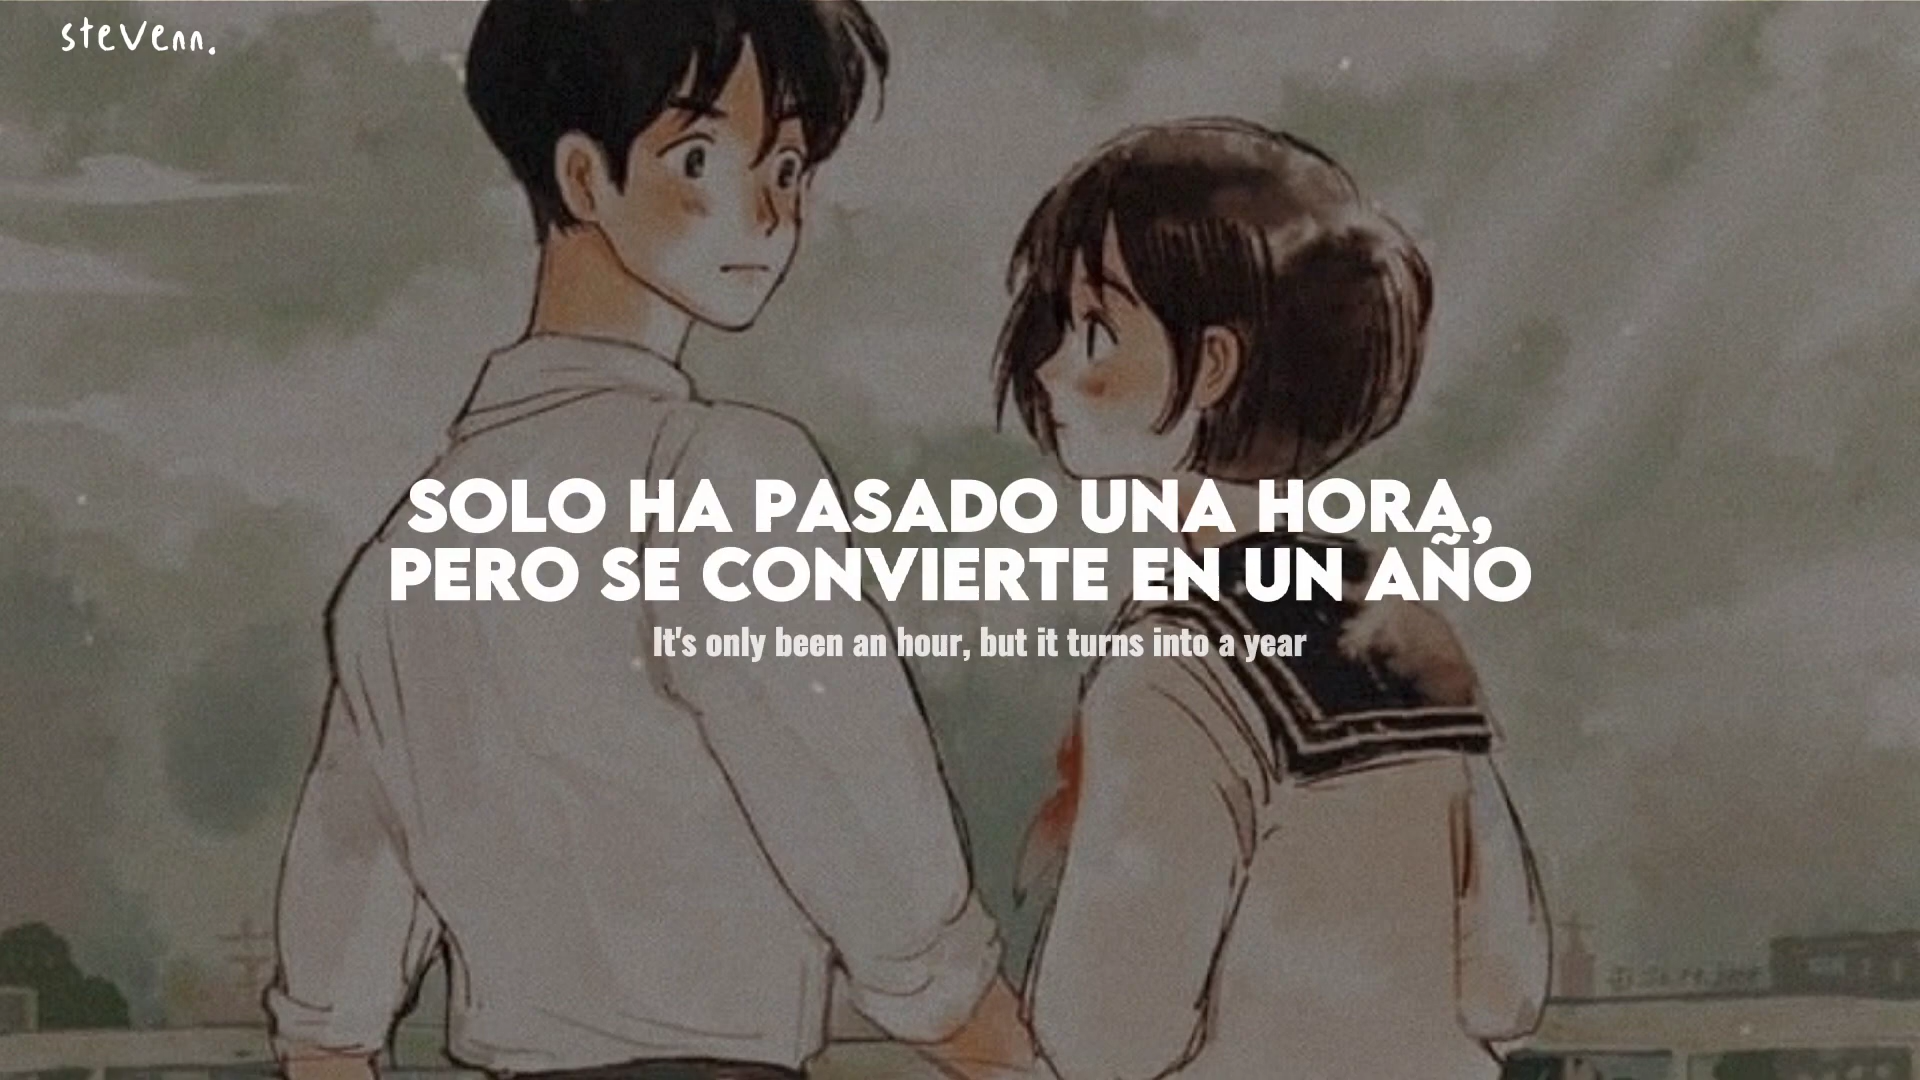 stevenn.
SOLO HA PASADO UNA HORA,
PERO SE CONVIERTE EN UN AÑO
It's only been an hour, but it turns into a year